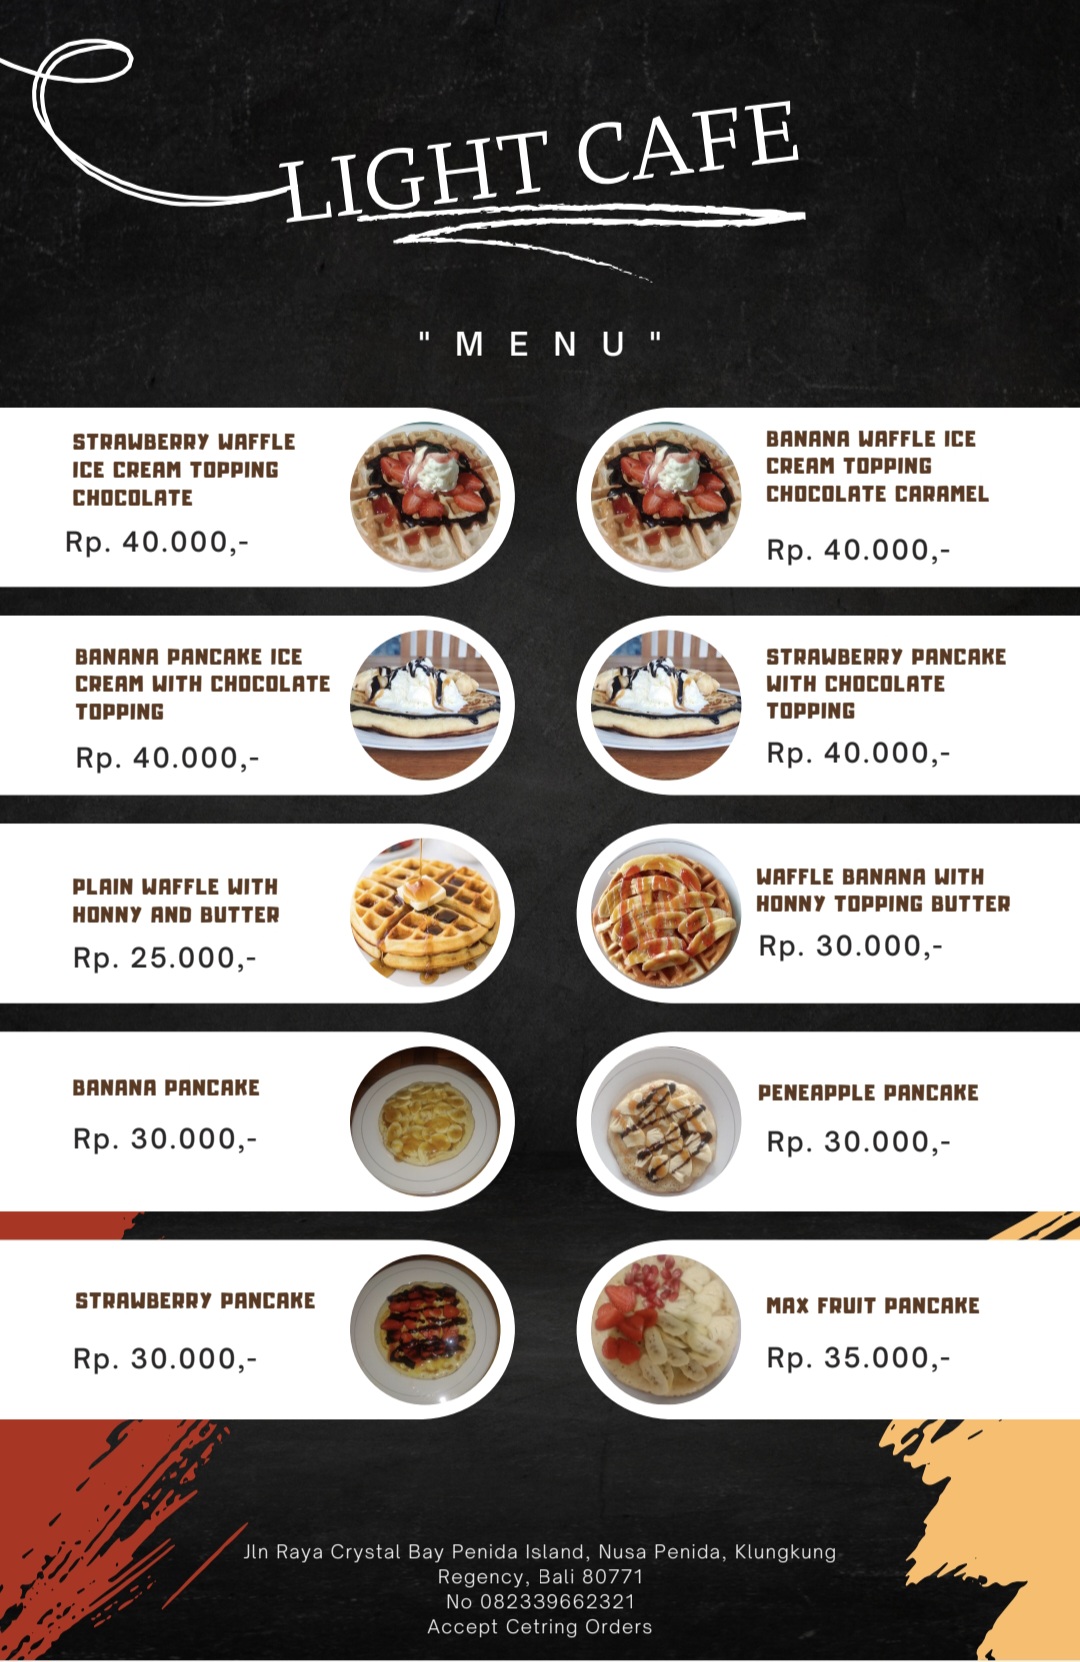 LIGHT CAFE
" M E N U "
STRAWBERRY WAFFLE
ICE CREAM TOPPING
CHOCOLATE
Rp. 40.000,-
BANANA WAFFLE ICE
CREAM TOPPING
CHOCOLATE CARAMEL
Rp. 40.000,-
BANANA PANCAKE ICE
CREAM WITH CHOCOLATE
TOPPING
Rp. 40.000,-
STRAWBERRY PANCAKE
WITH CHOCOLATE
TOPPING
Rp. 40.000,-
PLAIN WAFFLE WITH
HONNY AND BUTTER
Rp. 25.000,-
WAFFLE BANANA WITH
HONNY TOPPING BUTTER
Rp. 30.000,-
BANANA PANCAKE
Rp. 30.000,-
PENEAPPLE PANCAKE
Rp. 30.000,-
STRAWBERRY PANCAKE
Rp. 30.000,-
MAX FRUIT PANCAKE
Rp. 35.000,-
Jln Raya Crystal Bay Penida Island, Nusa Penida, Klungkung
Regency, Bali 80771
No 082339662321
Accept Cetring Orders